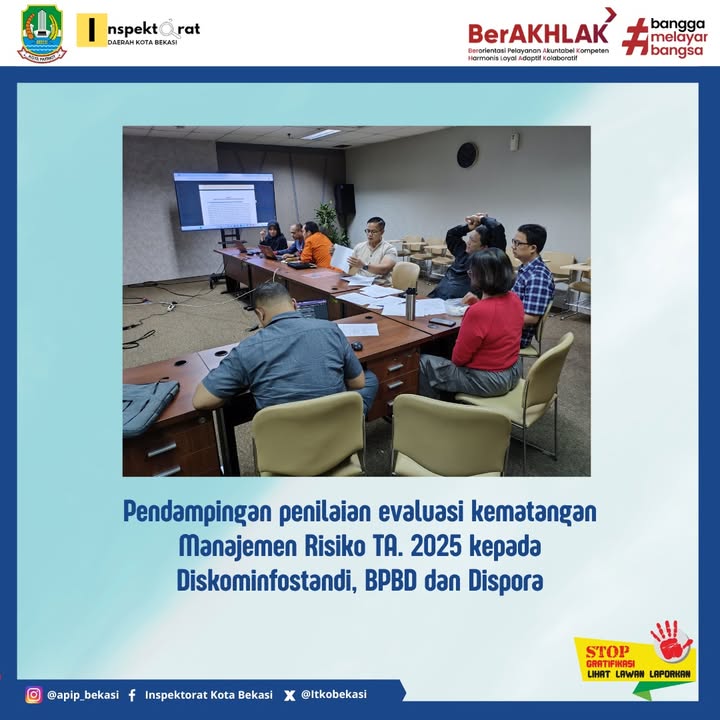 KOTA PATRIOT
Inspektorat
DAERAH KOTA BEKASI
BerAKHLAK
Berorientasi Pelayanan Akuntabel Kompeten
Harmonis Loyal Adaptif Kolaboratif
#bangga
melayani
bangsa
Pendampingan penilaian evaluasi kematangan
Manajemen Risiko TA. 2025 kepada
Diskominfostandi, BPBD dan Dispora
STOP
GRATIFIKASI
LIHAT LAWAN LAPORKAN
@apip_bekasi
Inspektorat Kota Bekasi
@Itkobekasi